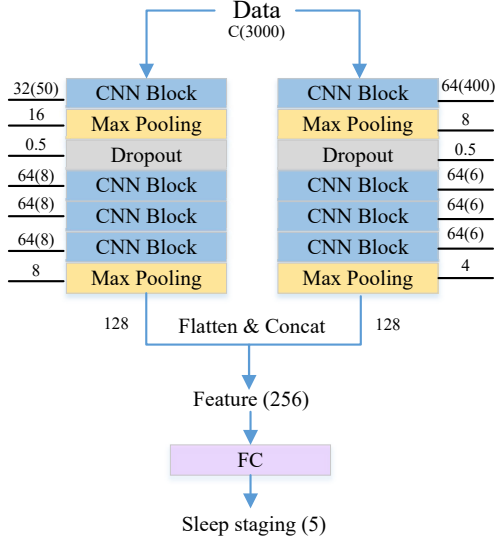 Data
C(3000)
32(50) CNN Block CNN Block 64(400)
16 Max Pooling Max Pooling 8
0.5 Dropout Dropout 0.5
64(8) CNN Block CNN Block 64(6)
64(8) CNN Block CNN Block 64(6)
64(8) CNN Block CNN Block 64(6)
8 Max Pooling Max Pooling 4
128 Flatten & Concat 128
Feature (256)
FC
Sleep staging (5)